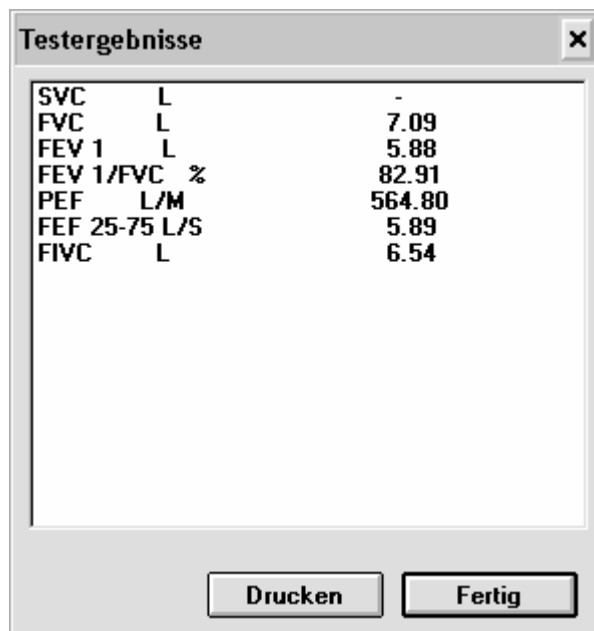 Testergebnisse
SVC L -
FVC L 7.09
FEV 1 L 5.88
FEV 1/FVC % 82.91
PEF L/M 564.80
FEF 25-75 L/S 5.89
FIVC L 6.54
Drucken Fertig